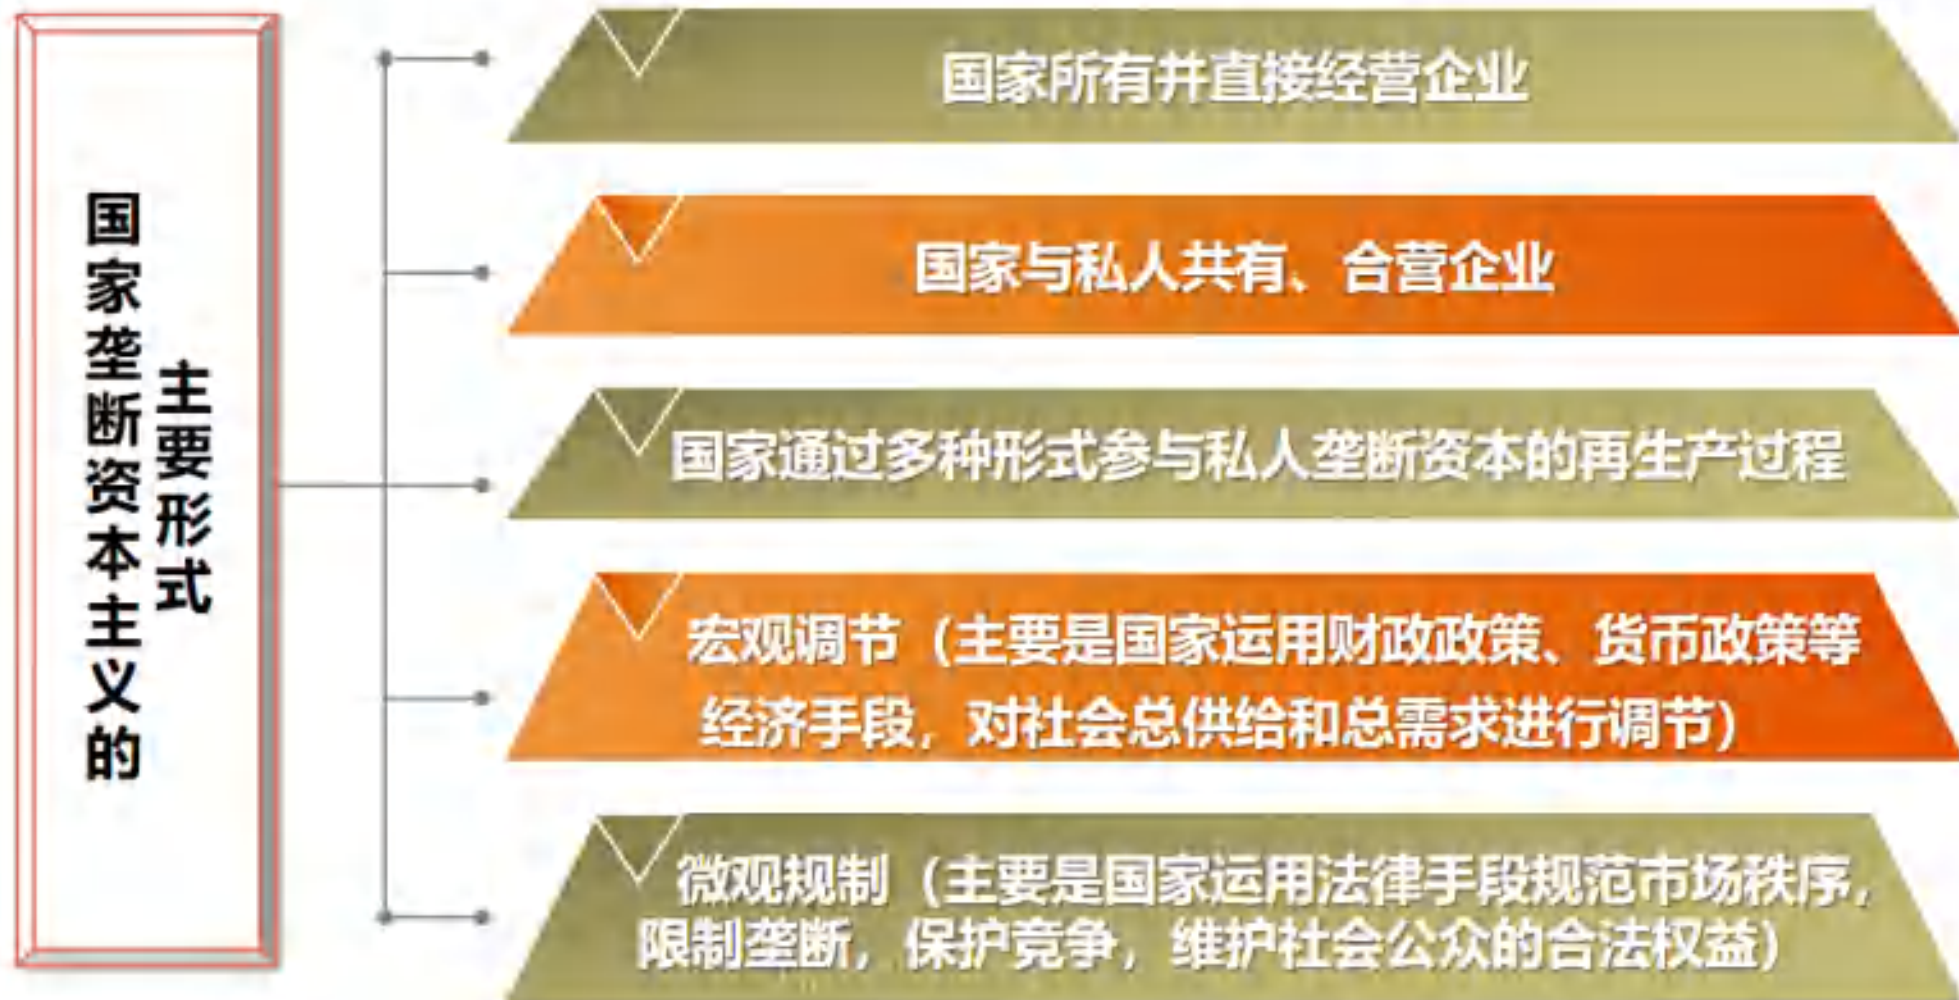 国家垄断资本主义的
主要形式
国家所有并直接经营企业
国家与私人共有、合营企业
国家通过多种形式参与私人垄断资本的再生产过程
宏观调节（主要是国家运用财政政策、货币政策等
经济手段，对社会总供给和总需求进行调节）
微观规制（主要是国家运用法律手段规范市场秩序，
限制垄断，保护竞争，维护社会公众的合法权益）